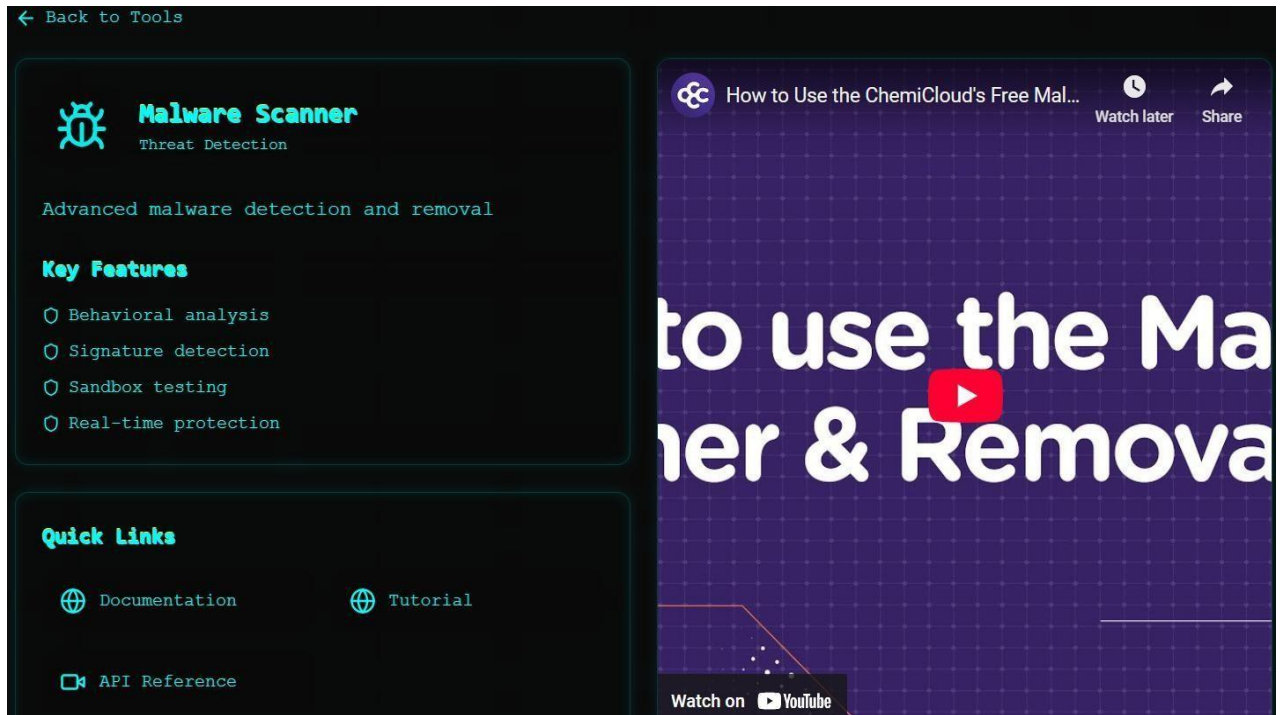 Back to Tools
Malware Scanner
Threat Detection
Advanced malware detection and removal
Key Features
Behavioral analysis
Signature detection
Sandbox testing
Real-time protection
Quick Links
Documentation
Tutorial
API Reference
How to Use the ChemiCloud's Free Mal...
Watch later
Share
to use the Ma
ner & Remova
Watch on YouTube